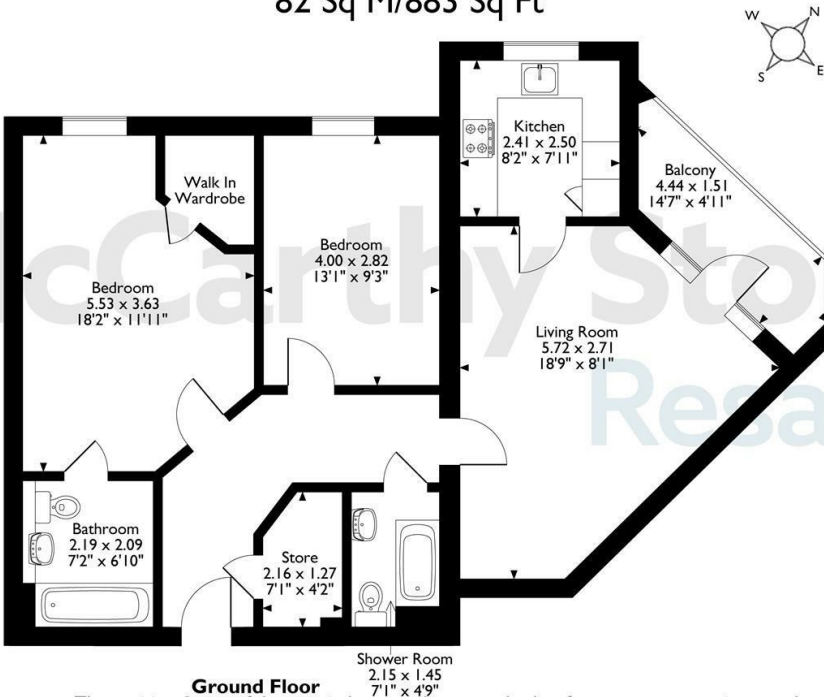 82 Sq M/883 Sq Ft
W
N
S
E
Kitchen
2.41 x 2.50
8'2" x 7'11"
Balcony
4.44 x 1.51
14'7" x 4'11"
Walk In
Wardrobe
Bedroom
5.53 x 3.63
18'2" x 11'11"
Bedroom
4.00 x 2.82
13'1" x 9'3"
Living Room
5.72 x 2.71
18'9" x 8'1"
cCarthy Sto
Resa
Bathroom
2.19 x 2.09
7'2" x 6'10"
Store
2.16 x 1.27
7'1" x 4'2"
Shower Room
2.15 x 1.45
7'1" x 4'9"
Ground Floor